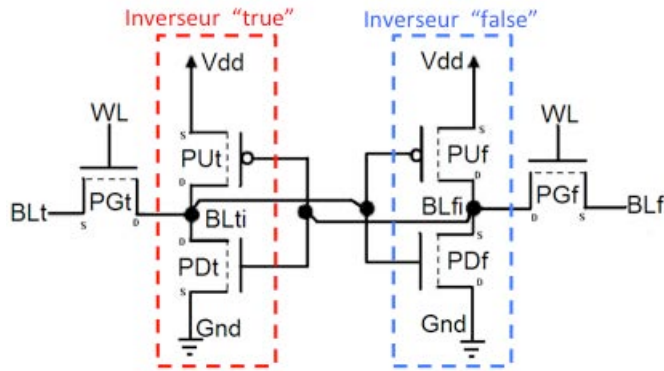 Inverseur “true”
Inverseur “false”
Vdd
Vdd
WL
WL
S
S
PUt
PUf
D
D
PGt
PGf
BLt
BLti
BLfi
BLf
S
D
D
S
D
S
PDt
PDf
S
D
Gnd
Gnd